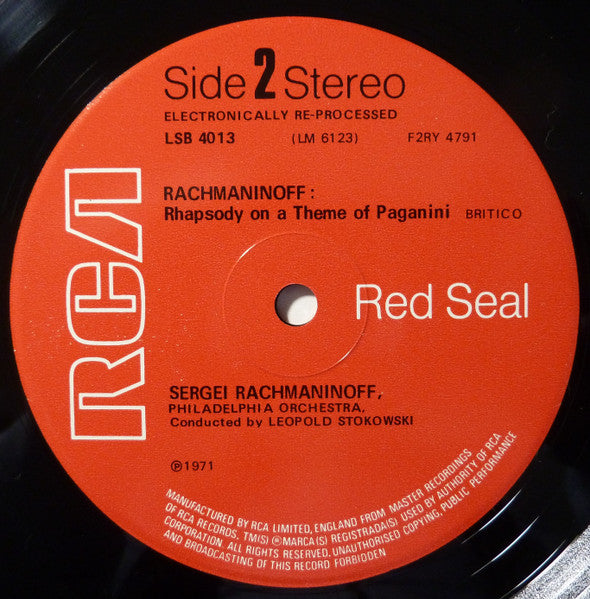 Side 2 Stereo
ELECTRONICALLY RE-PROCESSED
LSB 4013 (LM 6123) F2RY 4791
RACHMANINOFF :
Rhapsody on a Theme of Paganini BRITICO
RCA
Red Seal
SERGEI RACHMANINOFF,
PHILADELPHIA ORCHESTRA,
Conducted by LEOPOLD STOKOWSKI
Ⓟ1971
MANUFACTURED BY RCA LIMITED, ENGLAND FROM MASTER RECORDINGS
OF RCA RECORDS. TM(S) ® MARCA(S) REGISTRADA(S) USED BY AUTHORITY OF RCA
CORPORATION. ALL RIGHTS RESERVED, UNAUTHORISED COPYING, PUBLIC PERFORMANCE
AND BROADCASTING OF THIS RECORD FORBIDDEN